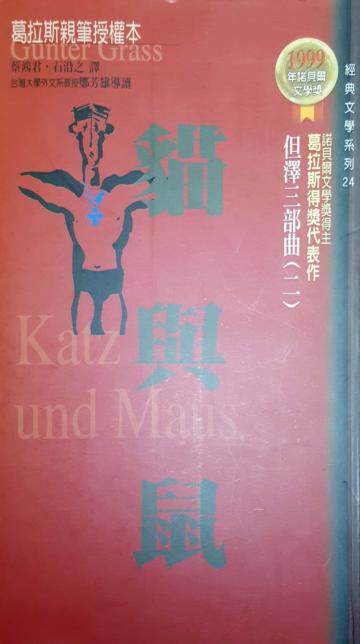 葛拉斯親筆授權本
Günter Grass
蔡鴻君・石沿之 譯
台灣大學外文系教授鄭芳雄導讀
貓與鼠
Katz
und Maus
1999
年諾貝爾
文學獎
諾貝爾文學獎得主
葛拉斯得獎代表作
但澤三部曲(二)
經典文學系列 24